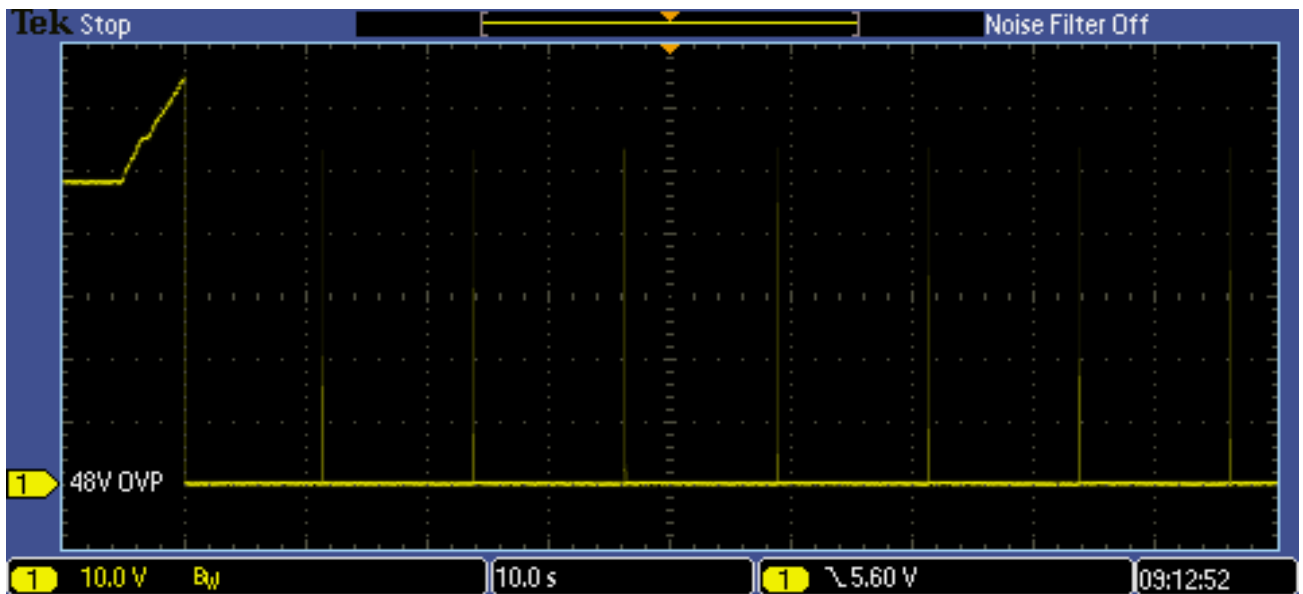 Tek Stop Noise Filter Off
1 48V OVP
1 10.0 V BW 10.0 s 1 5.60 V 09:12:52